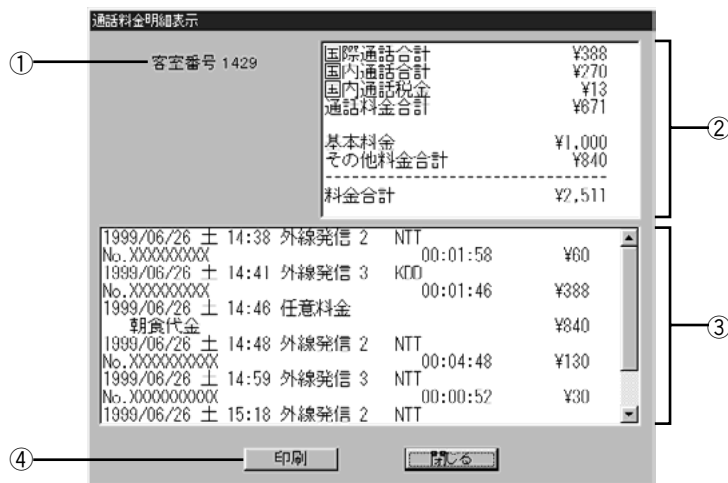 通話料金明細表示
① 客室番号 1429
国際通話合計 ¥388
国内通話合計 ¥270
国内通話税金 ¥13
通話料金合計 ¥671
②
基本料金 ¥1,000
その他料金合計 ¥840
料金合計 ¥2,511
1999/06/26 土 14:38 外線発信 2 NTT
No.XXXXXXXXX 00:01:58 ¥60
1999/06/26 土 14:41 外線発信 3 KDD
No.XXXXXXXXX 00:01:46 ¥388
1999/06/26 土 14:46 任意料金
朝食代金 ¥840
③
1999/06/26 土 14:48 外線発信 2 NTT
No.XXXXXXXXXX 00:04:48 ¥130
1999/06/26 土 14:59 外線発信 3 NTT
No.XXXXXXXXXX 00:00:52 ¥30
1999/06/26 土 15:18 外線発信 2 NTT
④ 印刷 閉じる